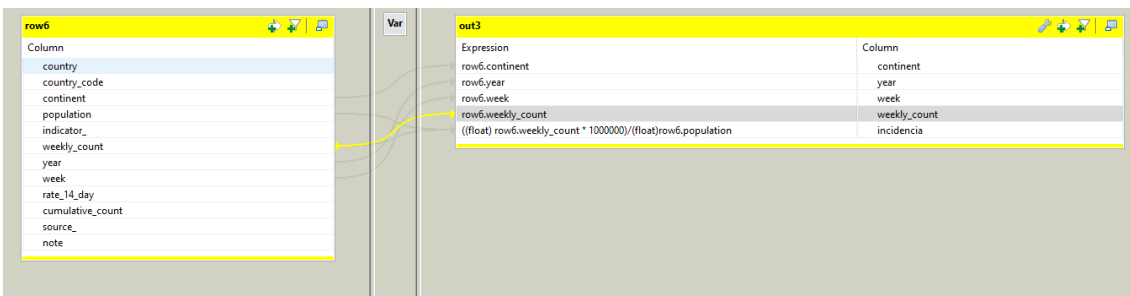 row6
Column
country
country_code
continent
population
indicator_
weekly_count
year
week
rate_14_day
cumulative_count
source_
note
Var
out3
Expression Column
row6.continent continent
row6.year year
row6.week week
row6.weekly_count weekly_count
((float) row6.weekly_count * 1000000)/(float)row6.population incidencia